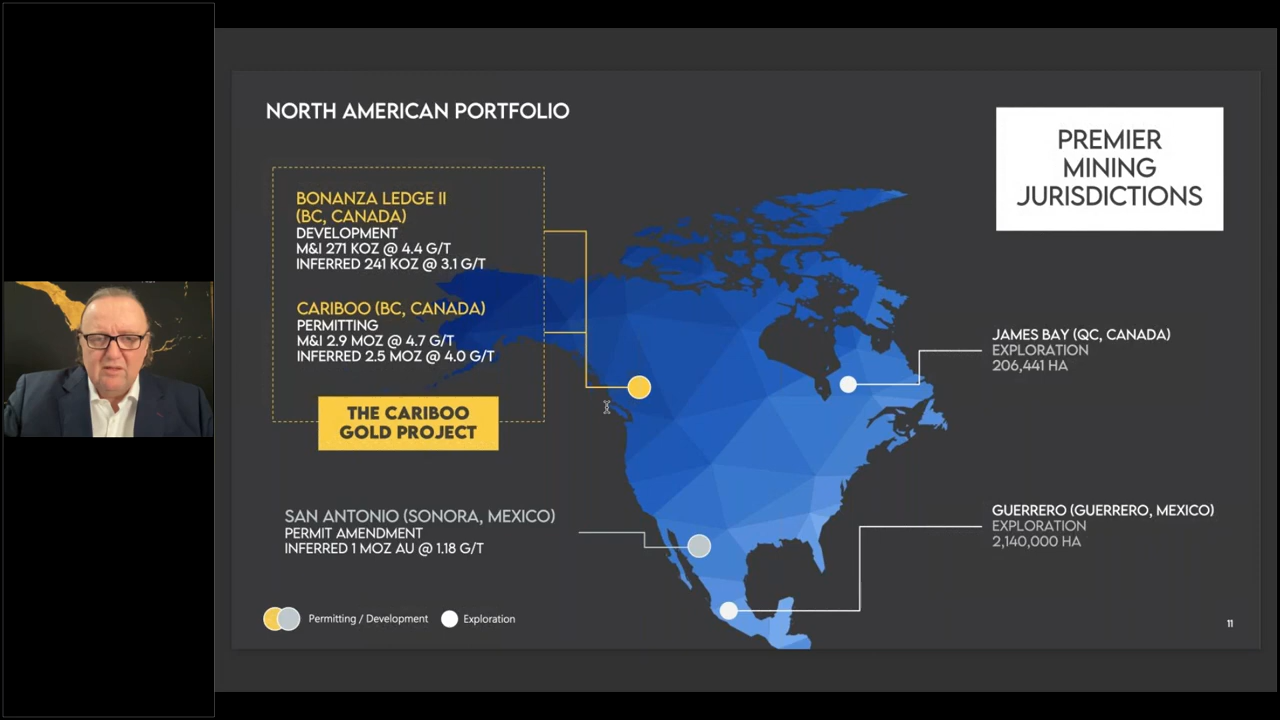 NORTH AMERICAN PORTFOLIO
PREMIER
MINING
JURISDICTIONS
BONANZA LEDGE II
(BC, CANADA)
DEVELOPMENT
M&I 271 KOZ @ 4.4 G/T
INFERRED 241 KOZ @ 3.1 G/T
CARIBOO (BC, CANADA)
PERMITTING
M&I 2.9 MOZ @ 4.7 G/T
INFERRED 2.5 MOZ @ 4.0 G/T
THE CARIBOO
GOLD PROJECT
JAMES BAY (QC, CANADA)
EXPLORATION
206,441 HA
SAN ANTONIO (SONORA, MEXICO)
PERMIT AMENDMENT
INFERRED 1 MOZ AU @ 1.18 G/T
GUERRERO (GUERRERO, MEXICO)
EXPLORATION
2,140,000 HA
Permitting / Development
Exploration
11